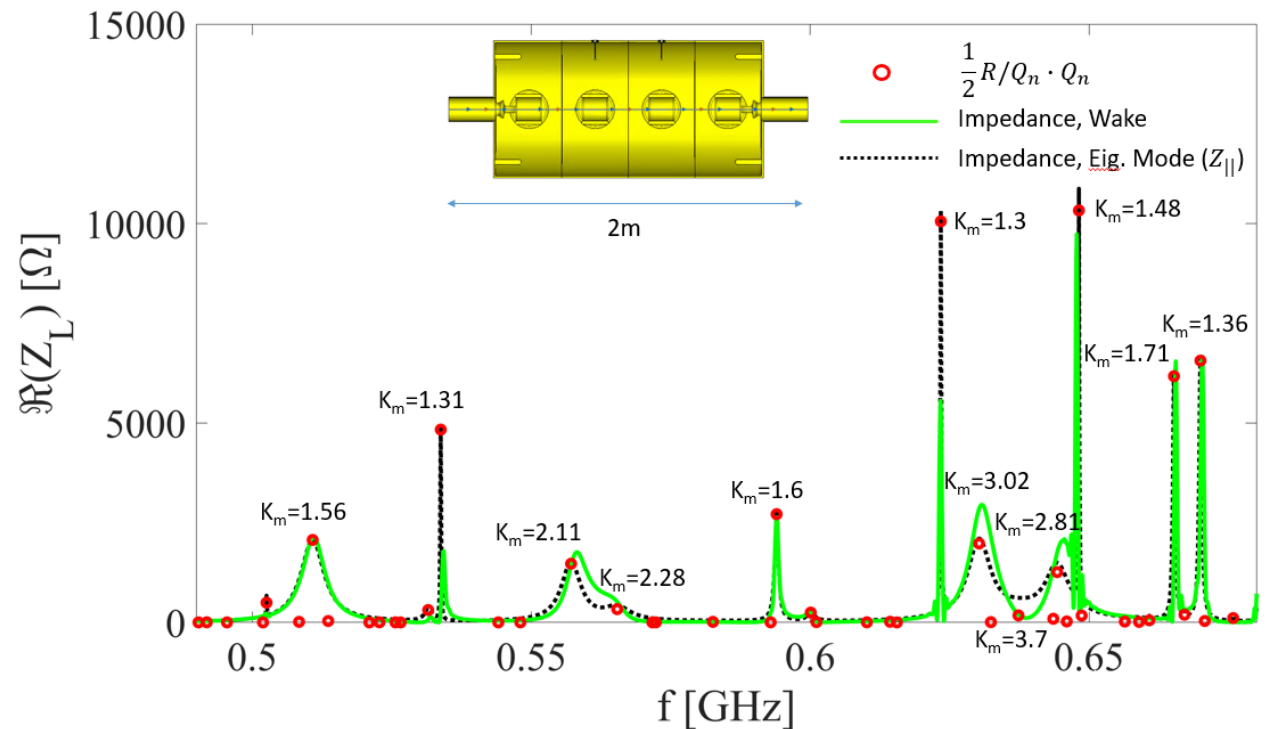 15000
10000
5000
0
ℜ(Z_L) [Ω]
2m
1/2 R/Q_n · Q_n
Impedance, Wake
Impedance, Eig. Mode (Z_||)
K_m=1.56
K_m=1.31
K_m=2.11
K_m=2.28
K_m=1.6
K_m=1.3
K_m=3.02
K_m=2.81
K_m=3.7
K_m=1.48
K_m=1.71
K_m=1.36
0.5
0.55
0.6
0.65
f [GHz]